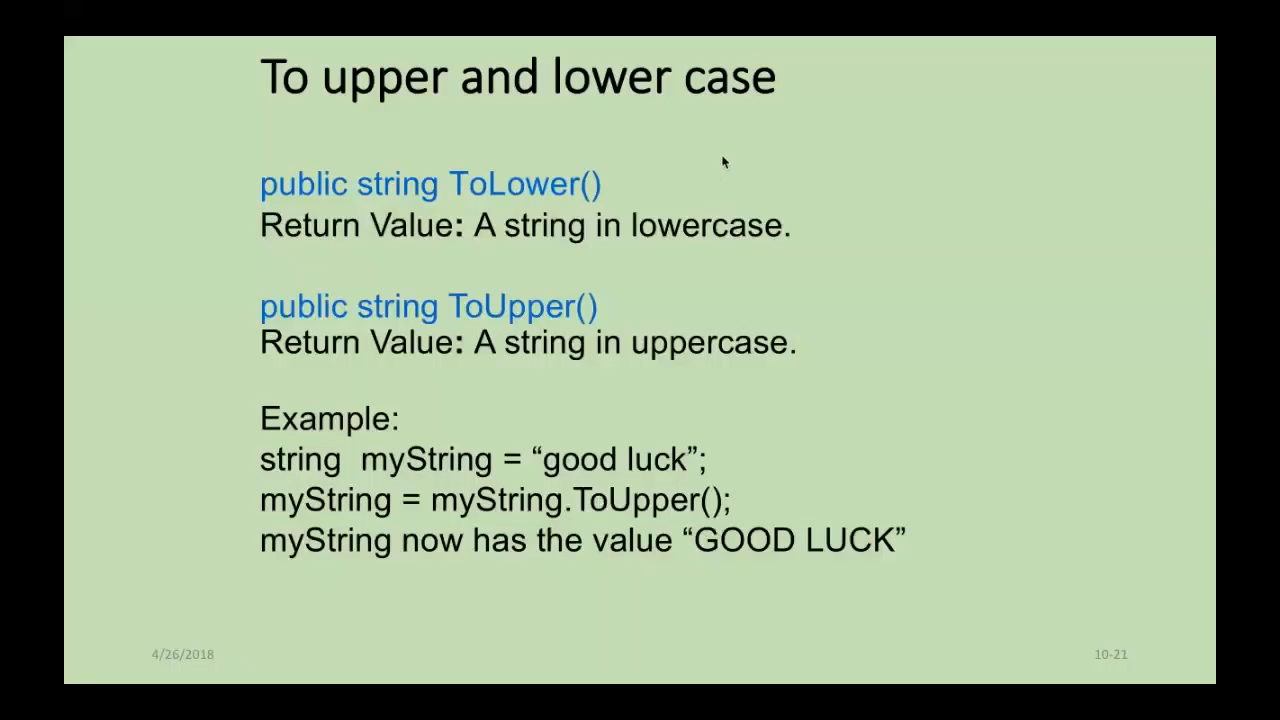 To upper and lower case
public string ToLower()
Return Value: A string in lowercase.
public string ToUpper()
Return Value: A string in uppercase.
Example:
string  myString = “good luck”;
myString = myString.ToUpper();
myString now has the value “GOOD LUCK”
4/26/2018
10-21